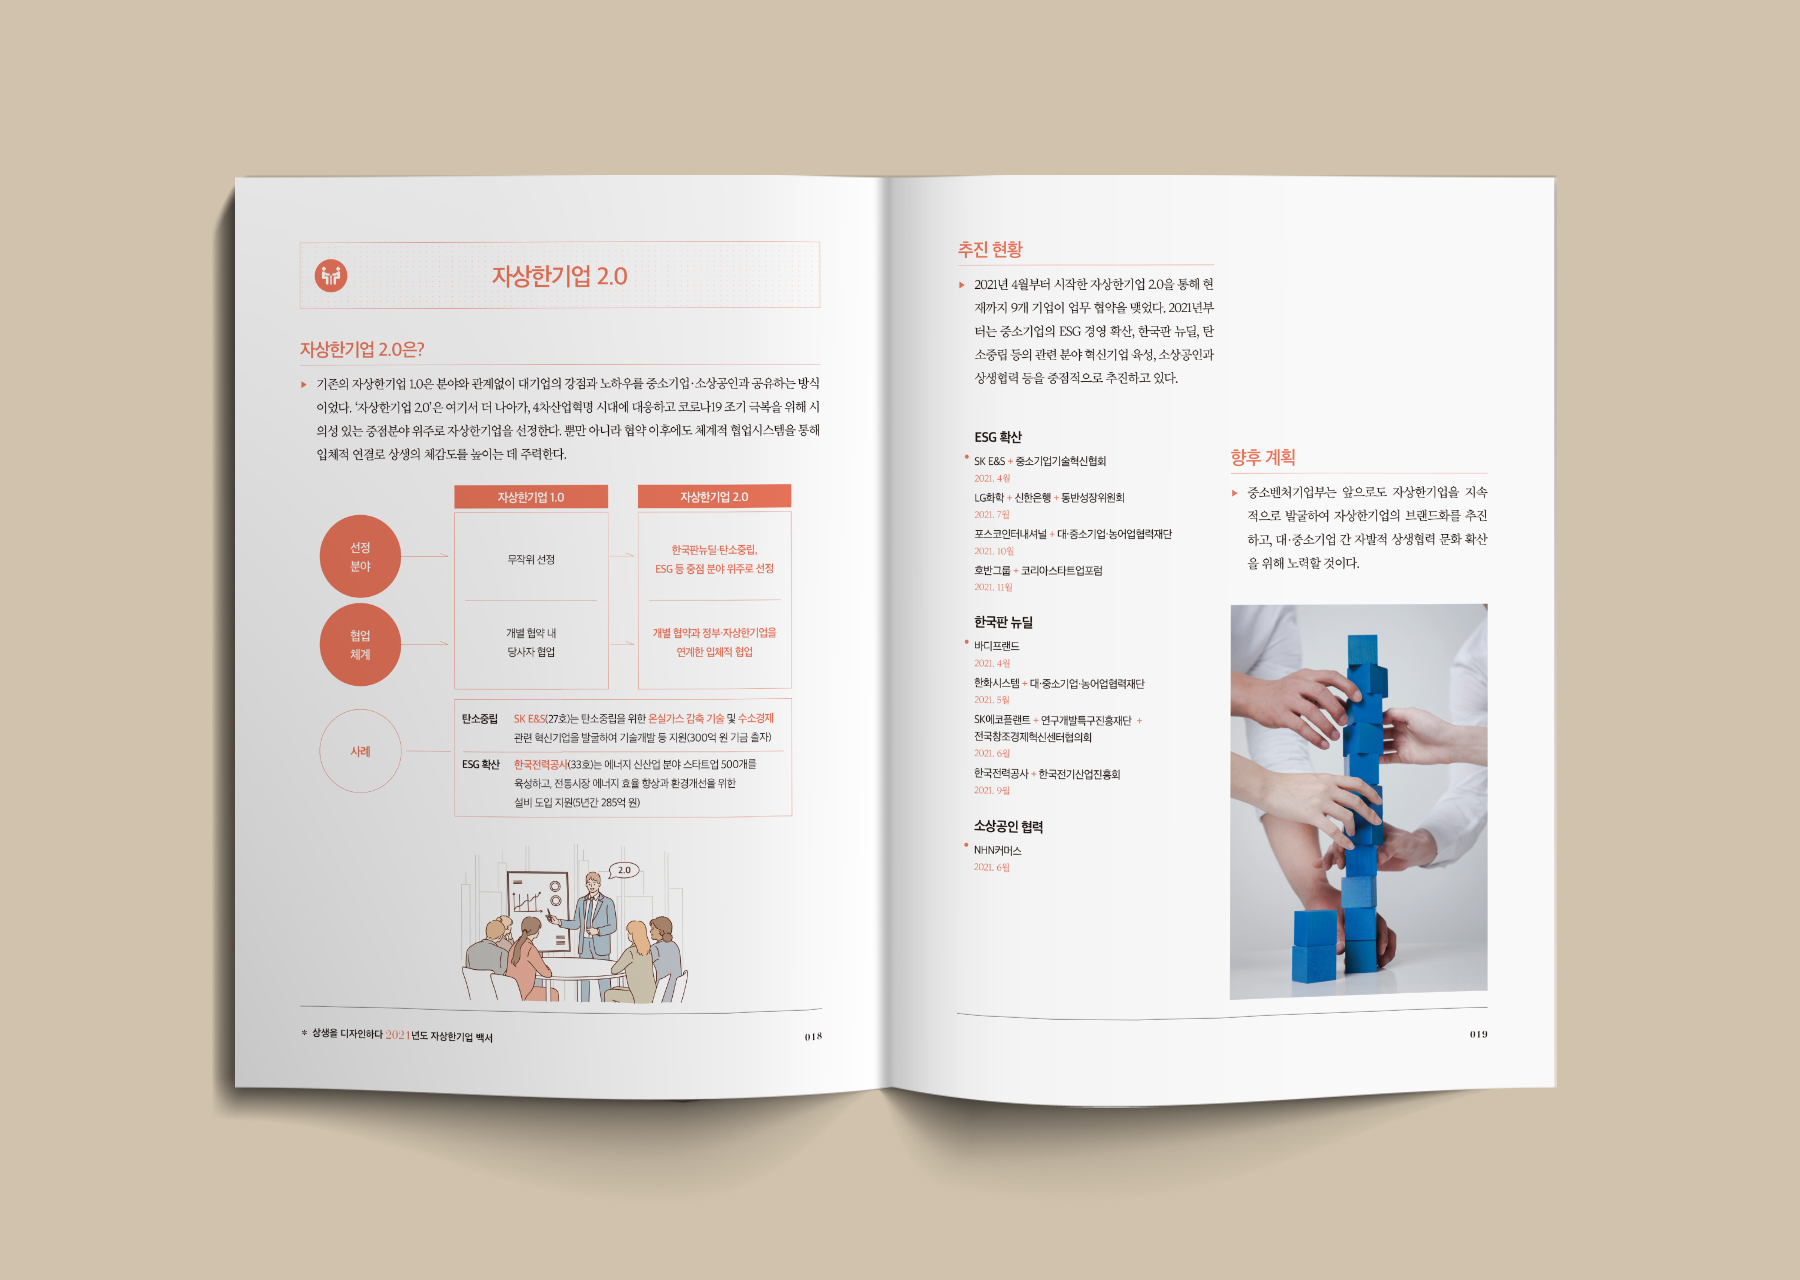 자상한기업 2.0
자상한기업 2.0은?
기존의 자상한기업 1.0은 분야와 관계없이 대기업의 강점과 노하우를 중소기업·소상공인과 공유하는 방식
이었다. ‘자상한기업 2.0’은 여기서 더 나아가, 4차산업혁명 시대에 대응하고 코로나19 조기 극복을 위해 시
의성 있는 중점분야 위주로 자상한기업을 선정한다. 뿐만 아니라 협약 이후에도 체계적 협업시스템을 통해
입체적 연결로 상생의 체감도를 높이는 데 주력한다.
자상한기업 1.0
자상한기업 2.0
선정
분야
무작위 선정
한국판뉴딜·탄소중립,
ESG 등 중점 분야 위주로 선정
협업
체계
개별 협약 내
당사자 협업
개별 협약과 정부·자상한기업을
연계한 입체적 협업
사례
탄소중립 SK E&S(27호)는 탄소중립을 위한 온실가스 감축 기술 및 수소경제
관련 혁신기업을 발굴하여 기술개발 등 지원(300억 원 기금 출자)
ESG 확산 한국전력공사(33호)는 에너지 신산업 분야 스타트업 500개를
육성하고, 전통시장 에너지 효율 향상과 환경개선을 위한
설비 도입 지원(5년간 285억 원)
2.0
* 상생을 디자인하다 2021년도 자상한기업 백서
018
추진 현황
2021년 4월부터 시작한 자상한기업 2.0을 통해 현
재까지 9개 기업이 업무 협약을 맺었다. 2021년부
터는 중소기업의 ESG 경영 확산, 한국판 뉴딜, 탄
소중립 등의 관련 분야 혁신기업 육성, 소상공인과
상생협력 등을 중점적으로 추진하고 있다.
ESG 확산
SK E&S + 중소기업기술혁신협회
2021. 4월
LG화학 + 신한은행 + 동반성장위원회
2021. 7월
포스코인터내셔널 + 대·중소기업·농어업협력재단
2021. 10월
호반그룹 + 코리아스타트업포럼
2021. 11월
한국판 뉴딜
바디프랜드
2021. 4월
한화시스템 + 대·중소기업·농어업협력재단
2021. 5월
SK에코플랜트 + 연구개발특구진흥재단 +
전국창조경제혁신센터협의회
2021. 6월
한국전력공사 + 한국전기산업진흥회
2021. 9월
소상공인 협력
NHN커머스
2021. 6월
향후 계획
중소벤처기업부는 앞으로도 자상한기업을 지속
적으로 발굴하여 자상한기업의 브랜드화를 추진
하고, 대·중소기업 간 자발적 상생협력 문화 확산
을 위해 노력할 것이다.
019